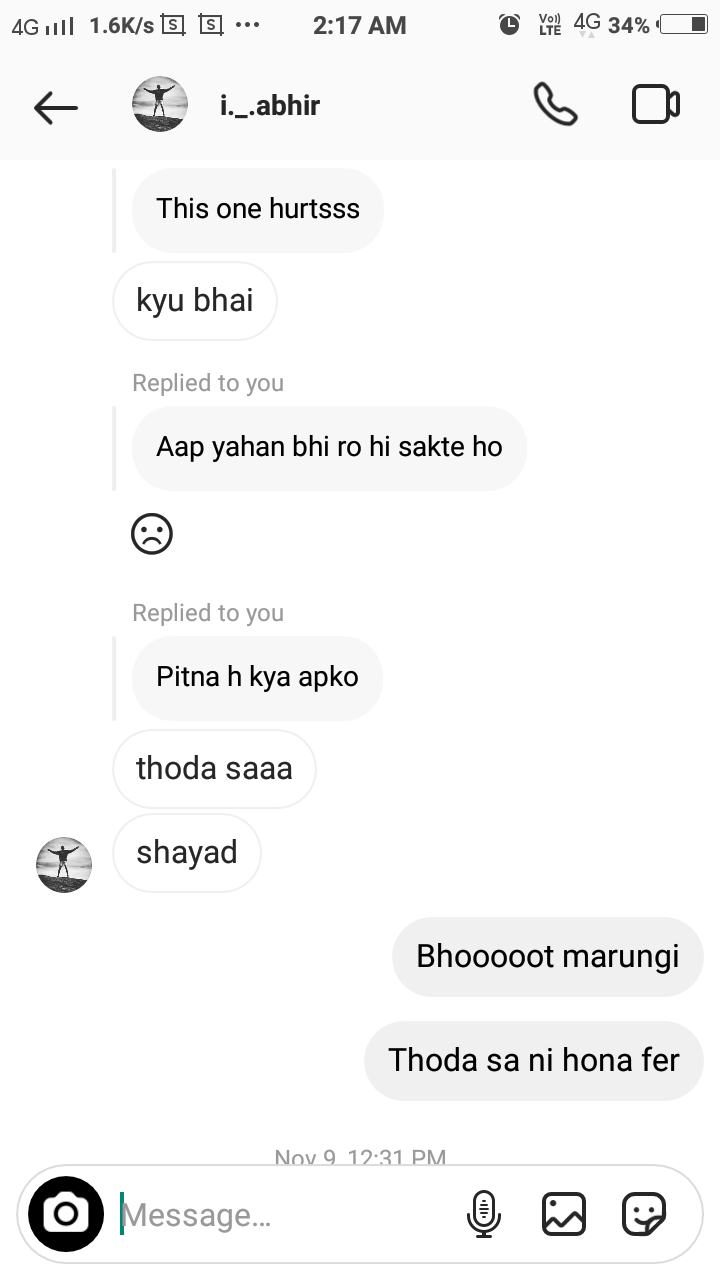 4G 1.6K/s S S ... 2:17 AM Vo)) LTE 4G 34%
i._.abhir
This one hurtsss
kyu bhai
Replied to you
Aap yahan bhi ro hi sakte ho
Replied to you
Pitna h kya apko
thoda saaa
shayad
Bhooooot marungi
Thoda sa ni hona fer
Nov 9, 12:31 PM
Message...